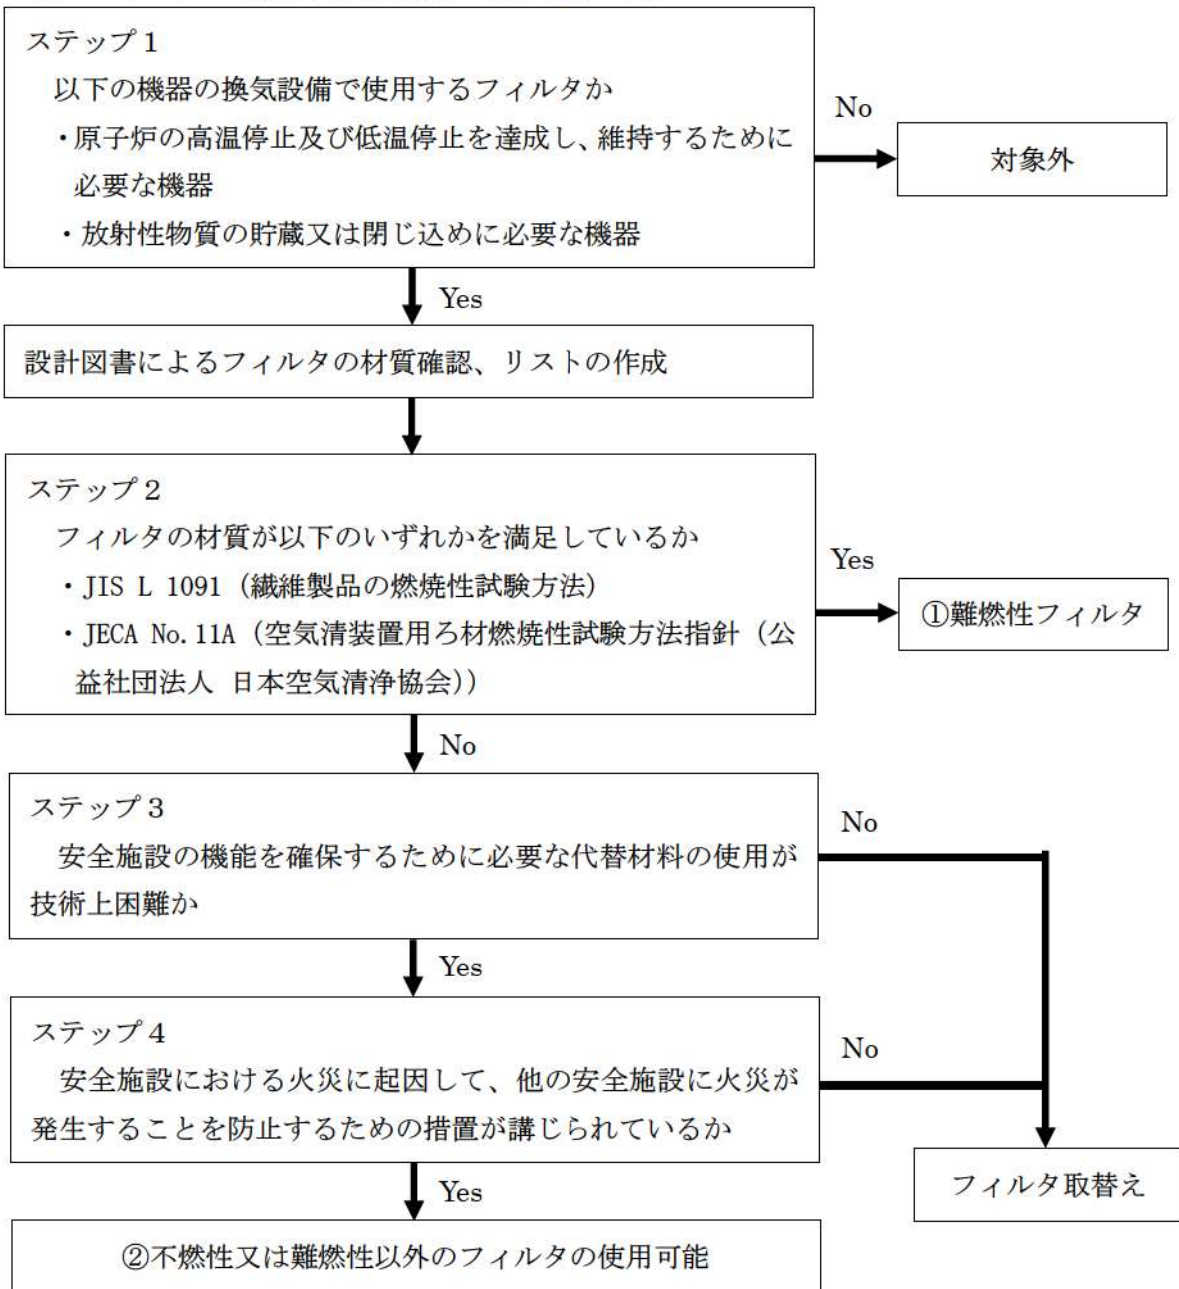 ステップ1
以下の機器の換気設備で使用するフィルタか
・原子炉の高温停止及び低温停止を達成し、維持するために
必要な機器
・放射性物質の貯蔵又は閉じ込めに必要な機器
No
対象外
Yes
設計図書によるフィルタの材質確認、リストの作成
ステップ2
フィルタの材質が以下のいずれかを満足しているか
・JIS L 1091（繊維製品の燃焼性試験方法）
・JECA No.11A（空気清装置用ろ材燃焼性試験方法指針（公
益社団法人 日本空気清浄協会））
Yes
①難燃性フィルタ
No
ステップ3
安全施設の機能を確保するために必要な代替材料の使用が
技術上困難か
No
Yes
ステップ4
安全施設における火災に起因して、他の安全施設に火災が
発生することを防止するための措置が講じられているか
No
フィルタ取替え
Yes
②不燃性又は難燃性以外のフィルタの使用可能